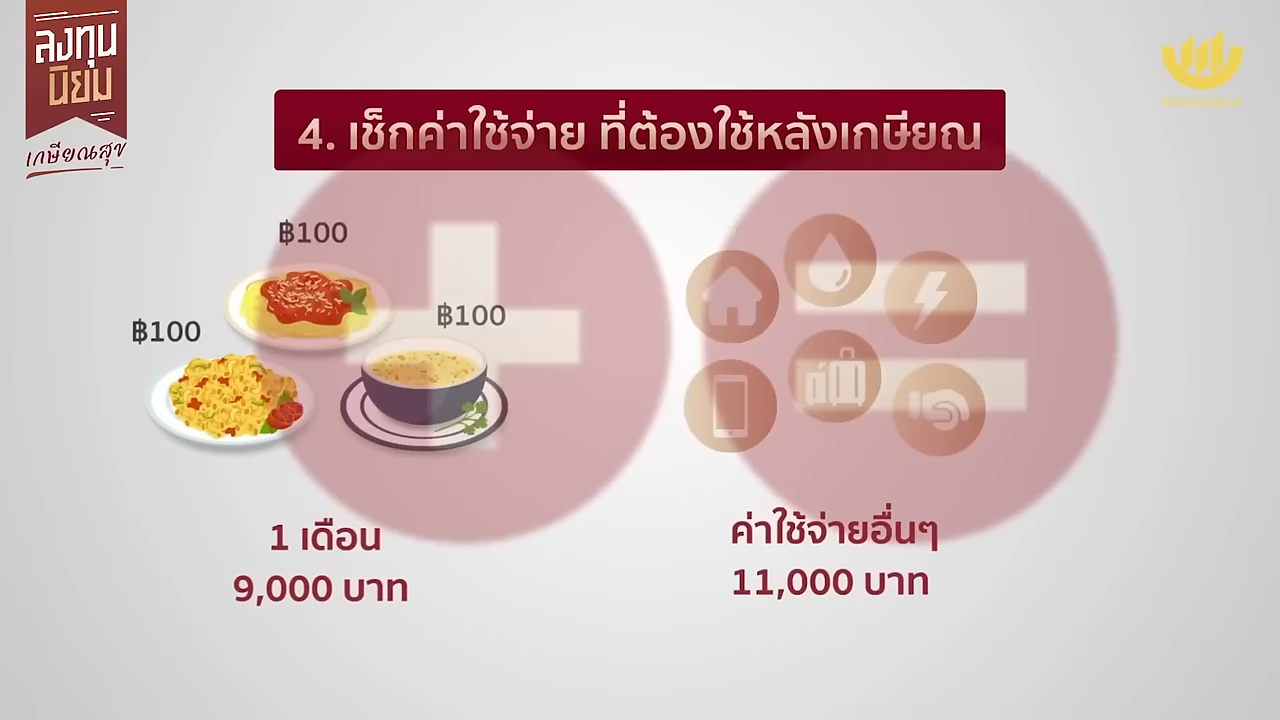 ลงทุน
นิยม
เกษียณสุข
4. เช็กค่าใช้จ่าย ที่ต้องใช้หลังเกษียณ
฿100
฿100
฿100
1 เดือน
9,000 บาท
ค่าใช้จ่ายอื่นๆ
11,000 บาท